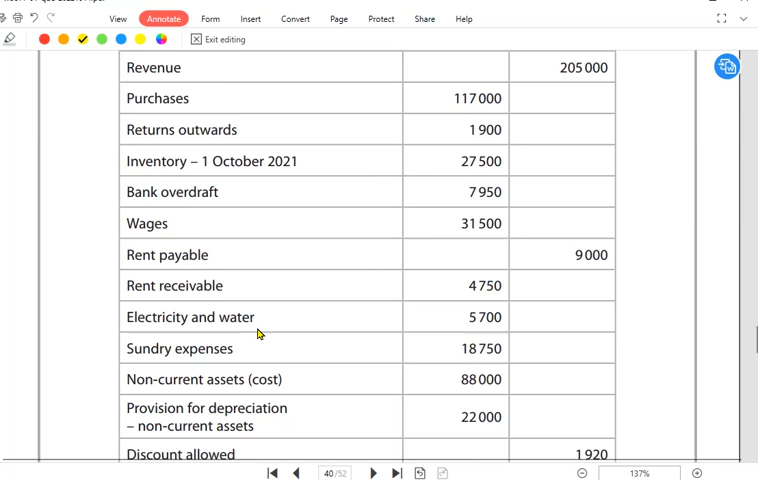 View Annotate Form Insert Convert Page Protect Share Help
Exit editing
Revenue 205 000
Purchases 117 000
Returns outwards 1 900
Inventory – 1 October 2021 27 500
Bank overdraft 7 950
Wages 31 500
Rent payable 9 000
Rent receivable 4 750
Electricity and water 5 700
Sundry expenses 18 750
Non-current assets (cost) 88 000
Provision for depreciation
– non-current assets 22 000
Discount allowed 1 920
40 /52 137%